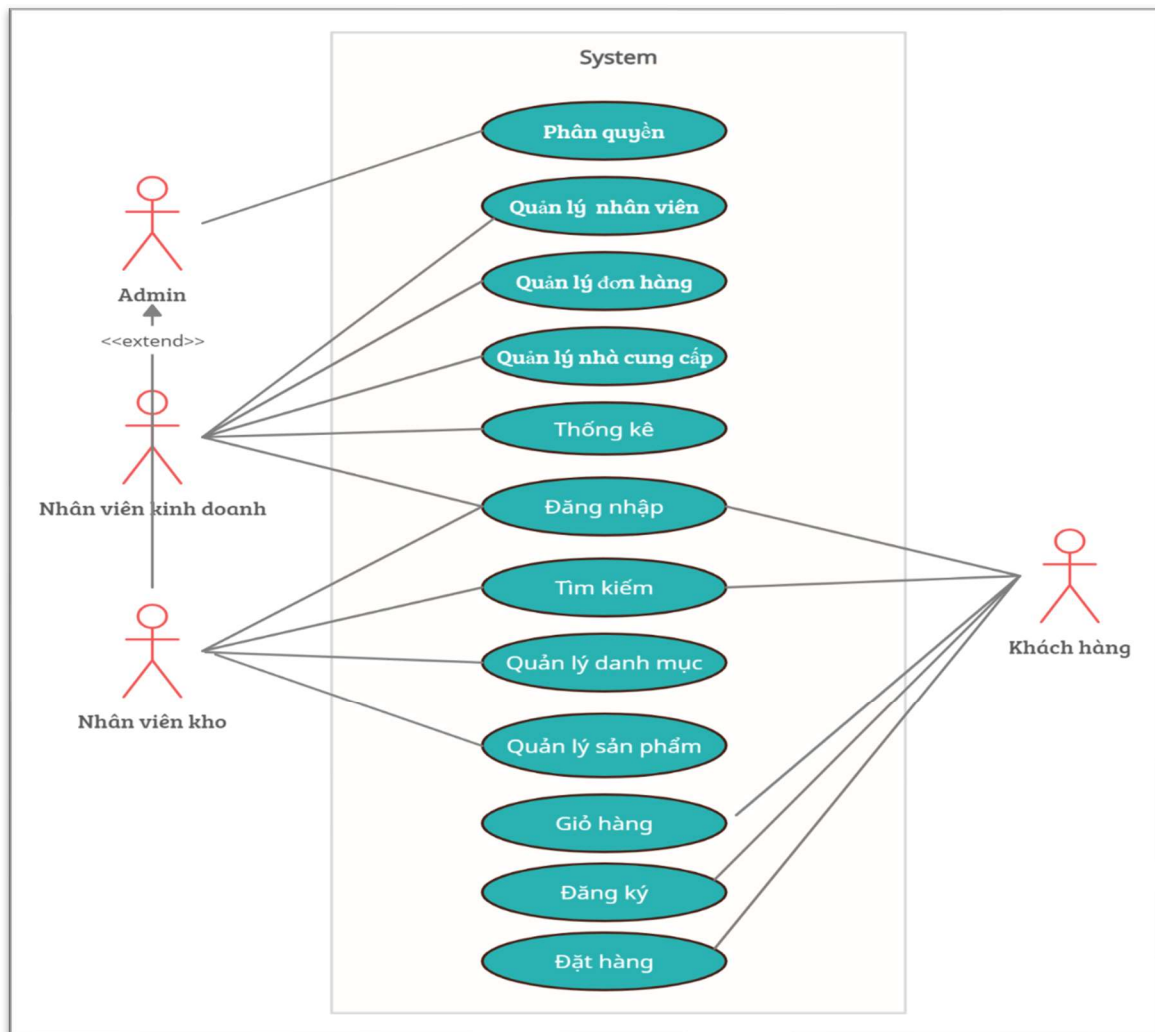 System
Phân quyền
Quản lý nhân viên
Quản lý đơn hàng
Quản lý nhà cung cấp
Thống kê
Đăng nhập
Tìm kiếm
Quản lý danh mục
Quản lý sản phẩm
Giỏ hàng
Đăng ký
Đặt hàng
Admin
<<extend>>
Nhân viên kinh doanh
Nhân viên kho
Khách hàng